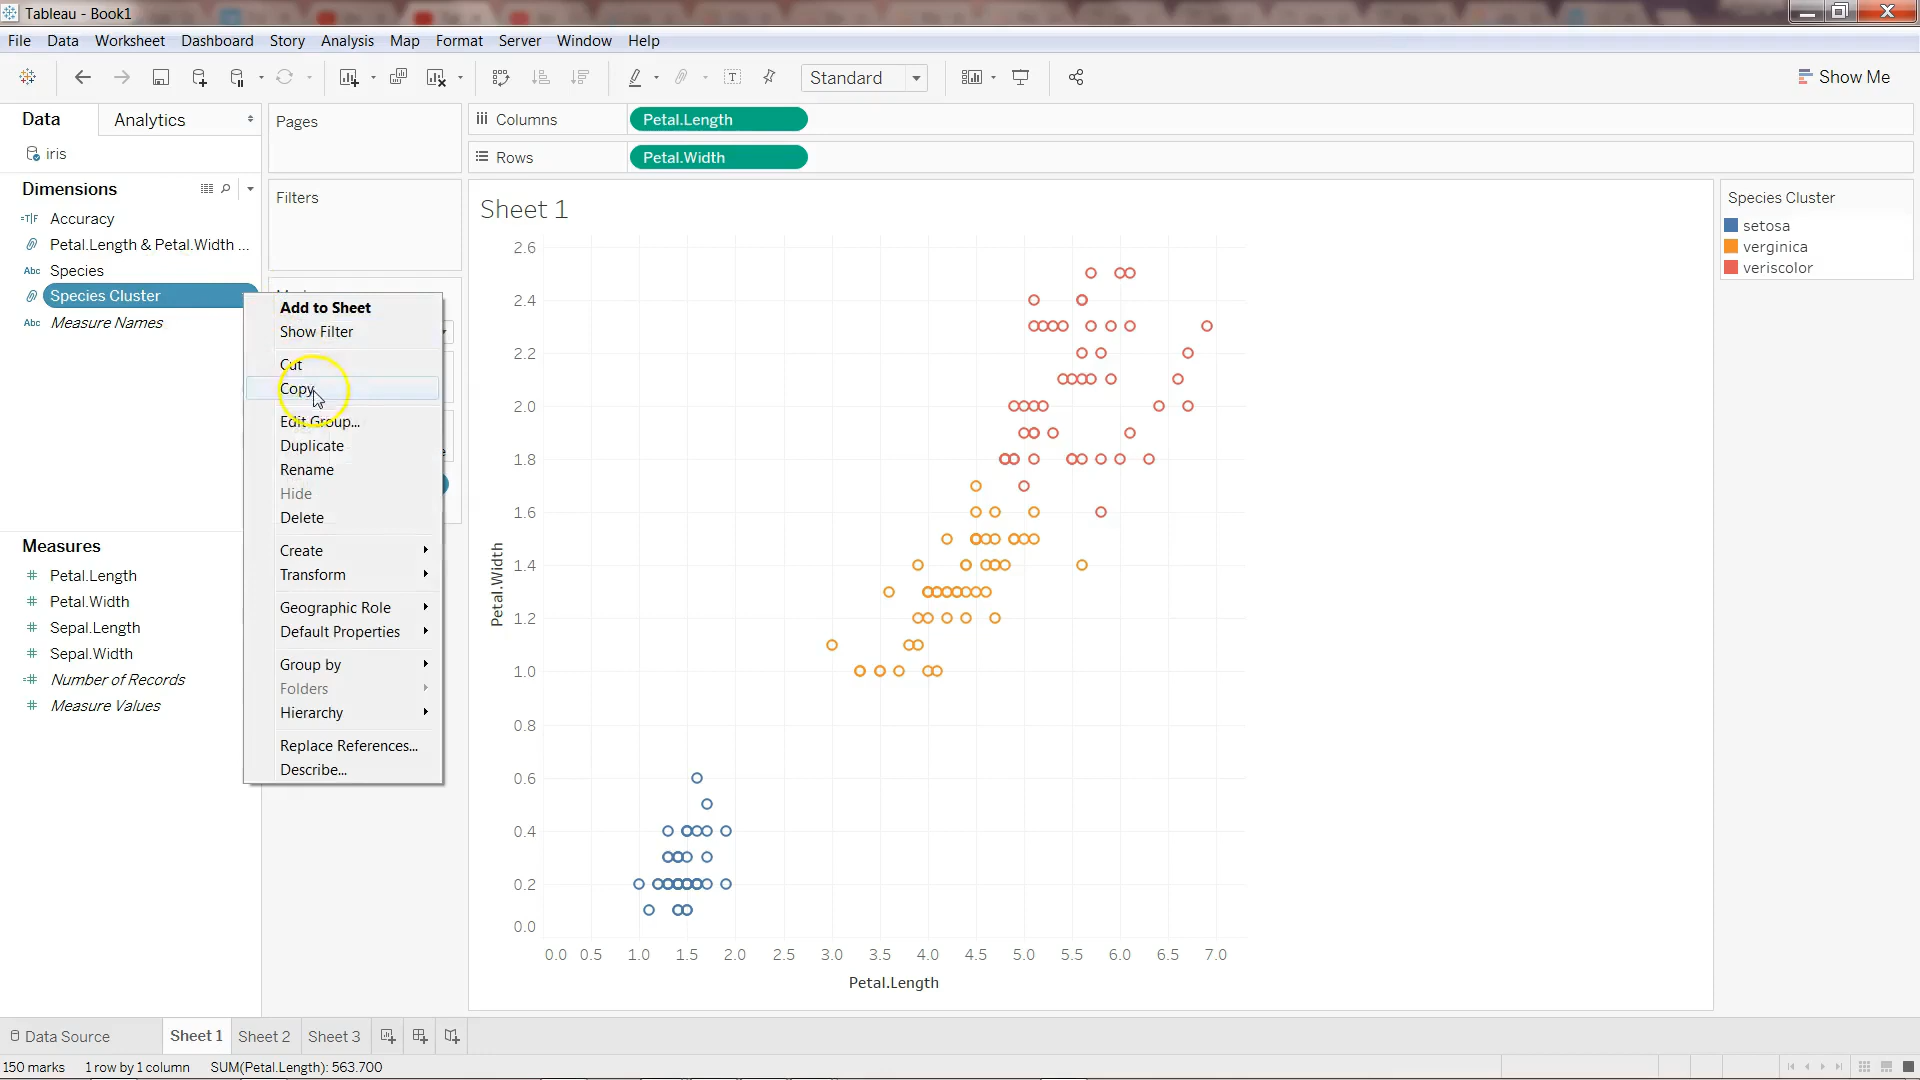 Tableau - Book1
File Data Worksheet Dashboard Story Analysis Map Format Server Window Help
Standard
Show Me
Data Analytics
iris
Dimensions
Accuracy
Petal.Length & Petal.Width ...
Species
Species Cluster
Measure Names
Measures
Petal.Length
Petal.Width
Sepal.Length
Sepal.Width
Number of Records
Measure Values
Pages
Filters
Add to Sheet
Show Filter
Cut
Copy
Edit Group...
Duplicate
Rename
Hide
Delete
Create
Transform
Geographic Role
Default Properties
Group by
Folders
Hierarchy
Replace References...
Describe...
Columns Petal.Length
Rows Petal.Width
Sheet 1
2.6
2.4
2.2
2.0
1.8
1.6
1.4
1.2
1.0
0.8
0.6
0.4
0.2
0.0
Petal.Width
0.0 0.5 1.0 1.5 2.0 2.5 3.0 3.5 4.0 4.5 5.0 5.5 6.0 6.5 7.0
Petal.Length
Species Cluster
setosa
verginica
veriscolor
Data Source Sheet 1 Sheet 2 Sheet 3
150 marks 1 row by 1 column SUM(Petal.Length): 563.700